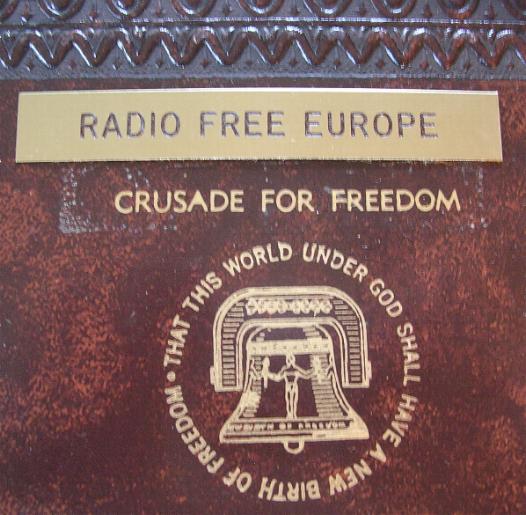 RADIO FREE EUROPE
CRUSADE FOR FREEDOM
THAT THIS WORLD UNDER GOD SHALL HAVE A NEW BIRTH OF FREEDOM •